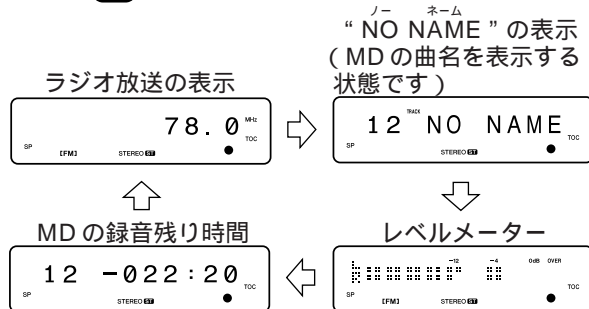 ノー ネーム
“ NO NAME ” の表示
( MD の曲名を表示する
状態です )
ラジオ放送の表示
78. 0 MHz
TOC
SP [FM] STEREO ST
12 TRACK NO NAME
TOC
SP STEREO ST
MD の録音残り時間
12 -022:20
TOC
SP STEREO ST
レベルメーター
L
R
-12 -4 0dB OVER
TOC
SP [FM] STEREO ST